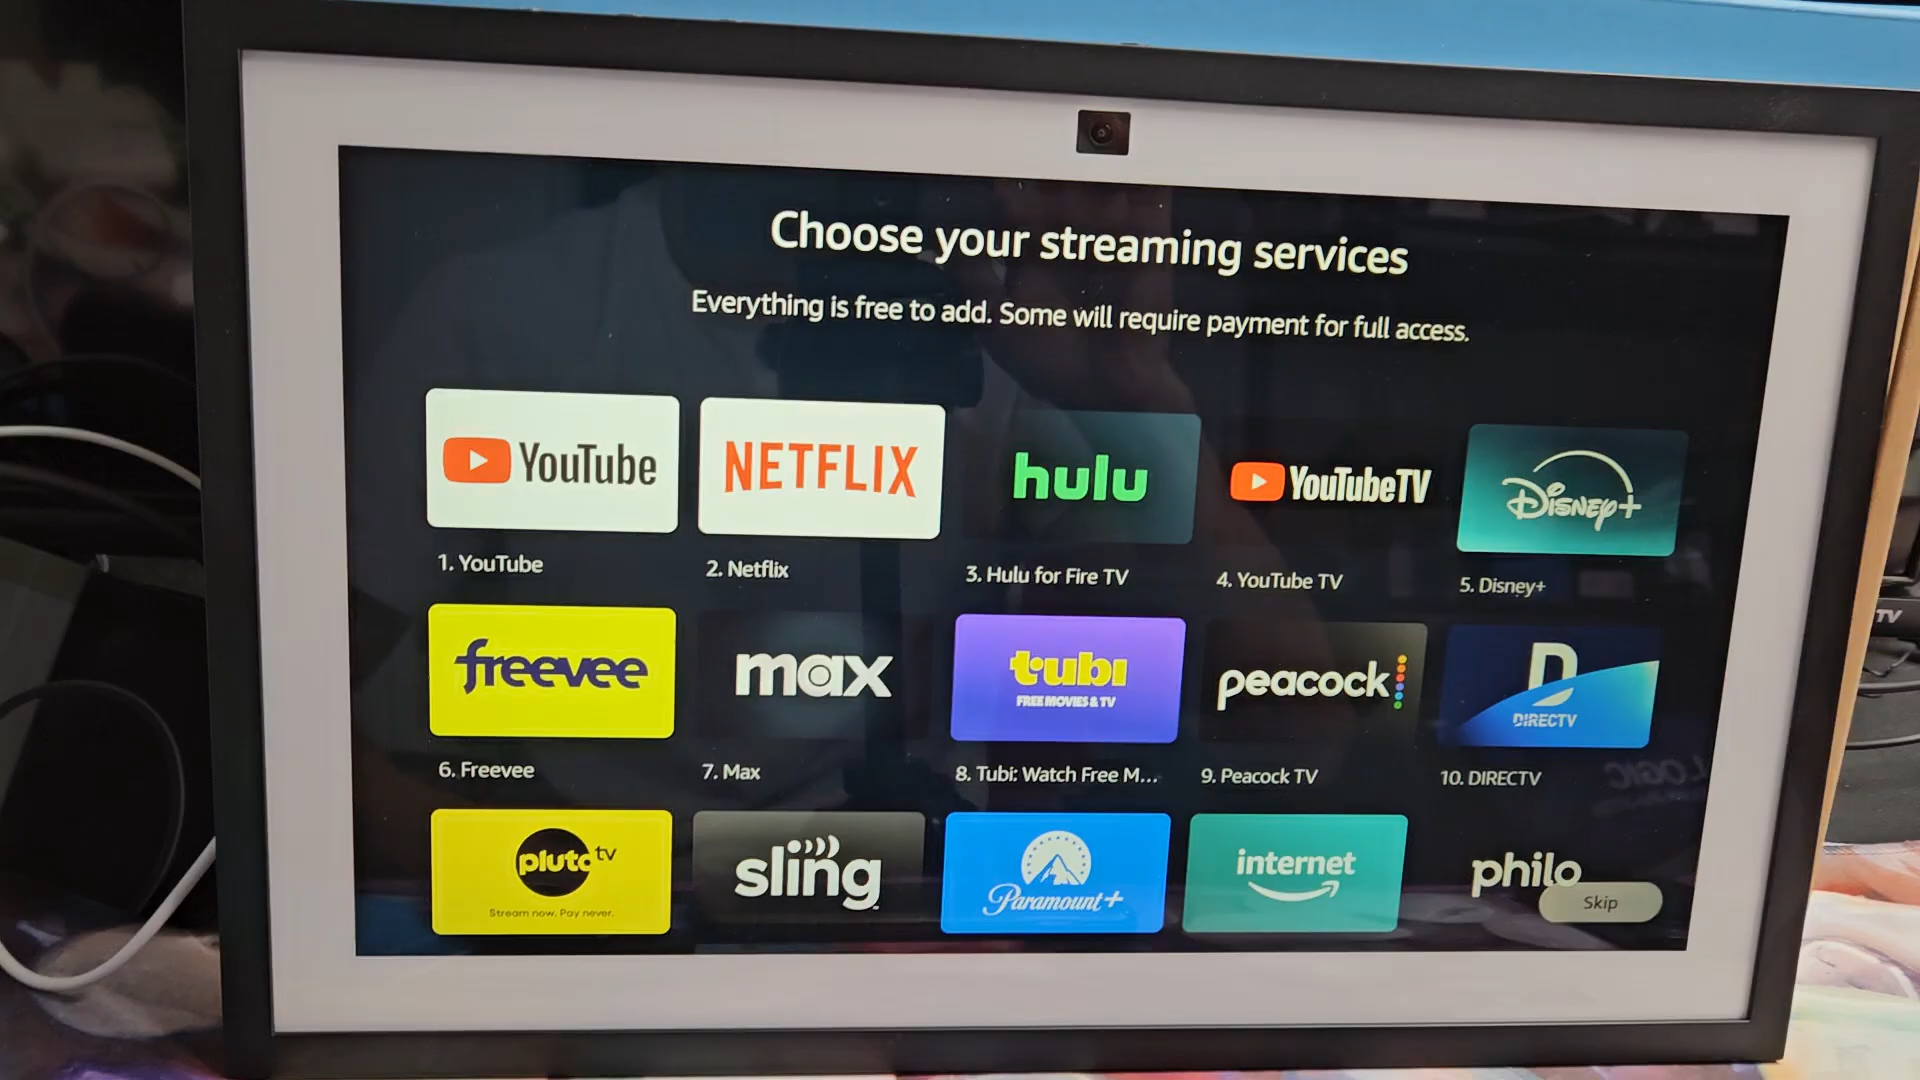 Choose your streaming services
Everything is free to add. Some will require payment for full access.
YouTube
NETFLIX
hulu
YouTubeTV
Disney+
1. YouTube
2. Netflix
3. Hulu for Fire TV
4. YouTube TV
5. Disney+
freevee
max
tubi
FREE MOVIES & TV
peacock
D
DIRECTV
6. Freevee
7. Max
8. Tubi: Watch Free M...
9. Peacock TV
10. DIRECTV
pluto tv
Stream now. Pay never.
sling
Paramount+
internet
philo
Skip
TV
LOGIC